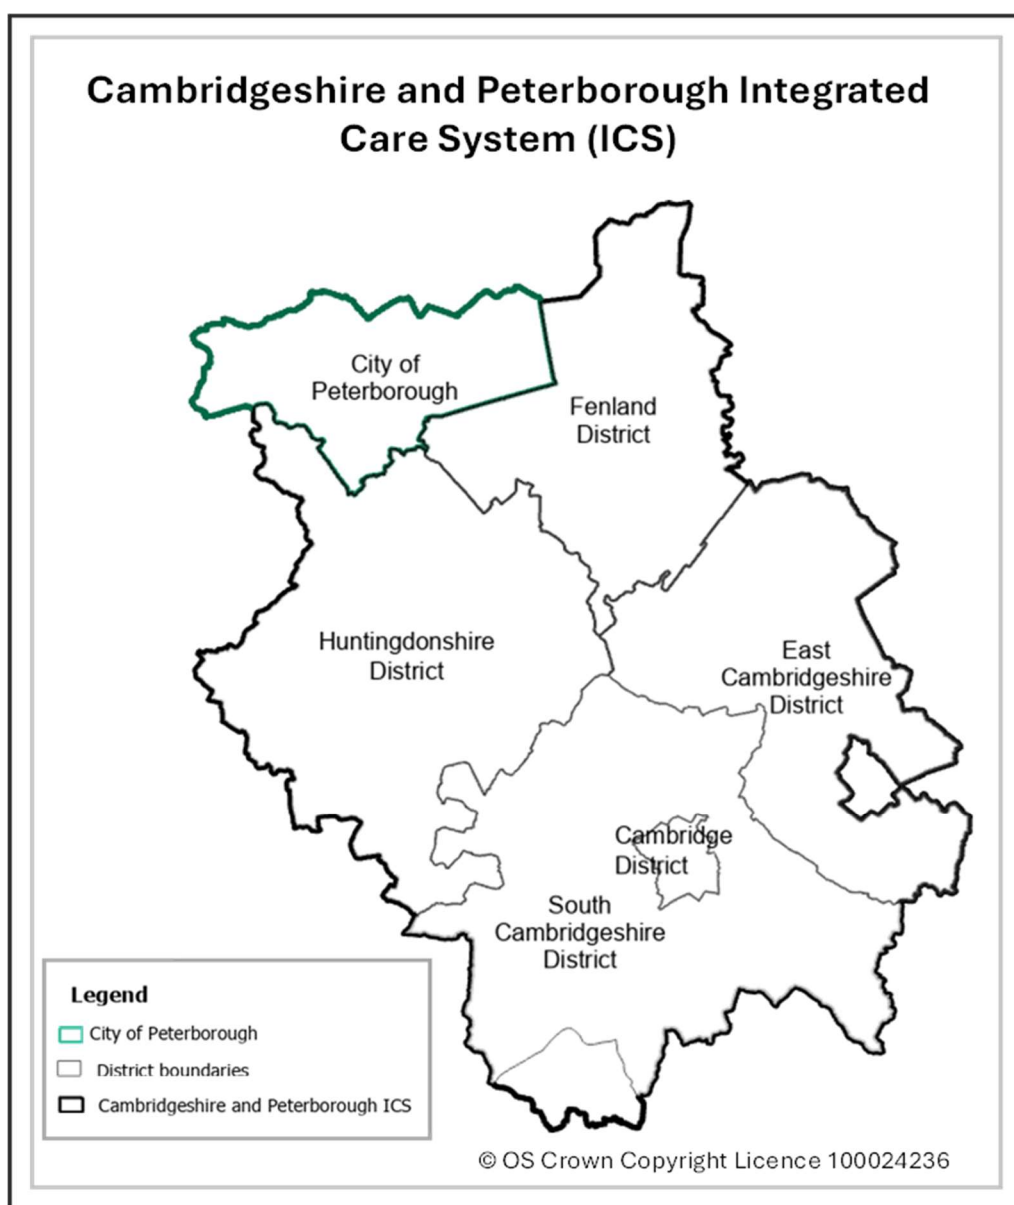 Cambridgeshire and Peterborough Integrated
Care System (ICS)
City of
Peterborough
Fenland
District
Huntingdonshire
District
East
Cambridgeshire
District
Cambridge
District
South
Cambridgeshire
District
Legend
City of Peterborough
District boundaries
Cambridgeshire and Peterborough ICS
© OS Crown Copyright Licence 100024236